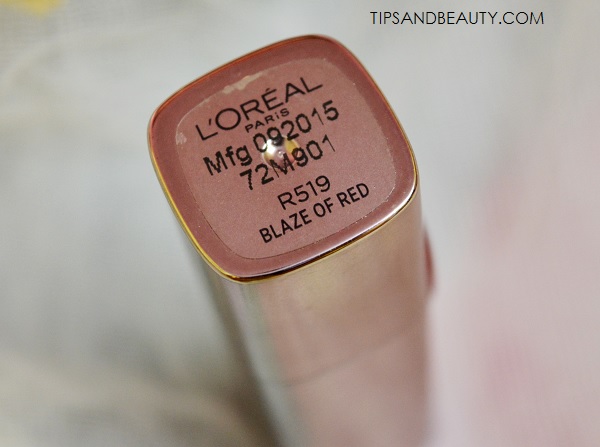 TIPSANDBEAUTY.COM
L'ORÉAL
PARIS
Mfg 092015
72M901
R519
BLAZE OF RED